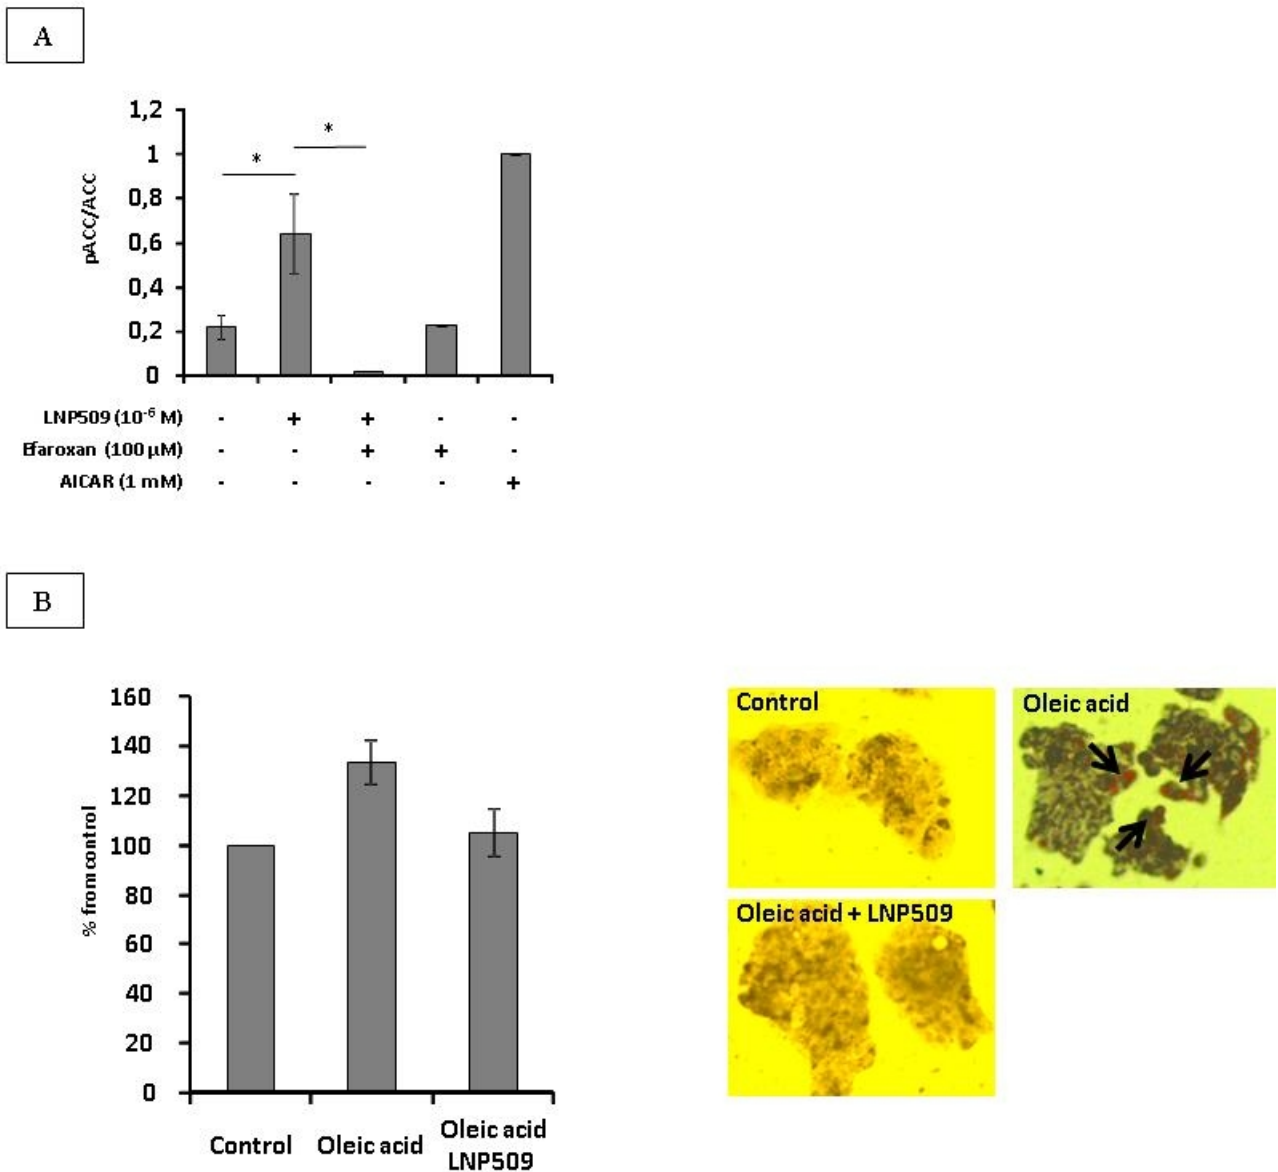 A
1,2
1
0,8
0,6
0,4
0,2
0
pACC/ACC
*
*
LNP509 (10⁻⁶ M) - + + - -
Efaroxan (100 µM) - - + + -
AICAR (1 mM) - - - - +
B
160
140
120
100
80
60
40
20
0
% from control
Control
Oleic acid
Oleic acid
LNP509
Control
Oleic acid
Oleic acid + LNP509